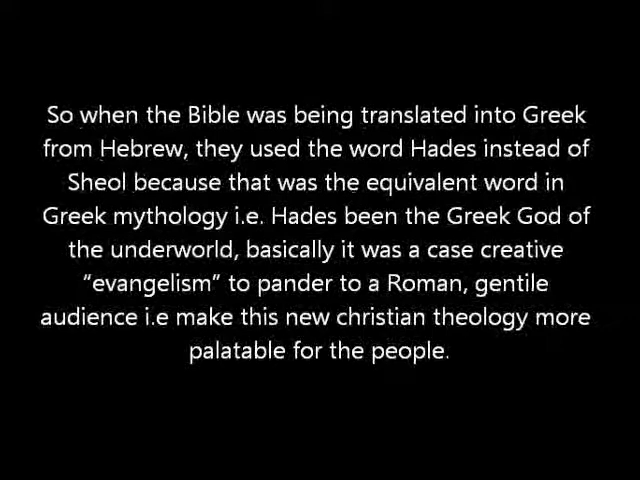 So when the Bible was being translated into Greek
from Hebrew, they used the word Hades instead of
Sheol because that was the equivalent word in
Greek mythology i.e. Hades been the Greek God of
the underworld, basically it was a case creative
“evangelism” to pander to a Roman, gentile
audience i.e make this new christian theology more
palatable for the people.